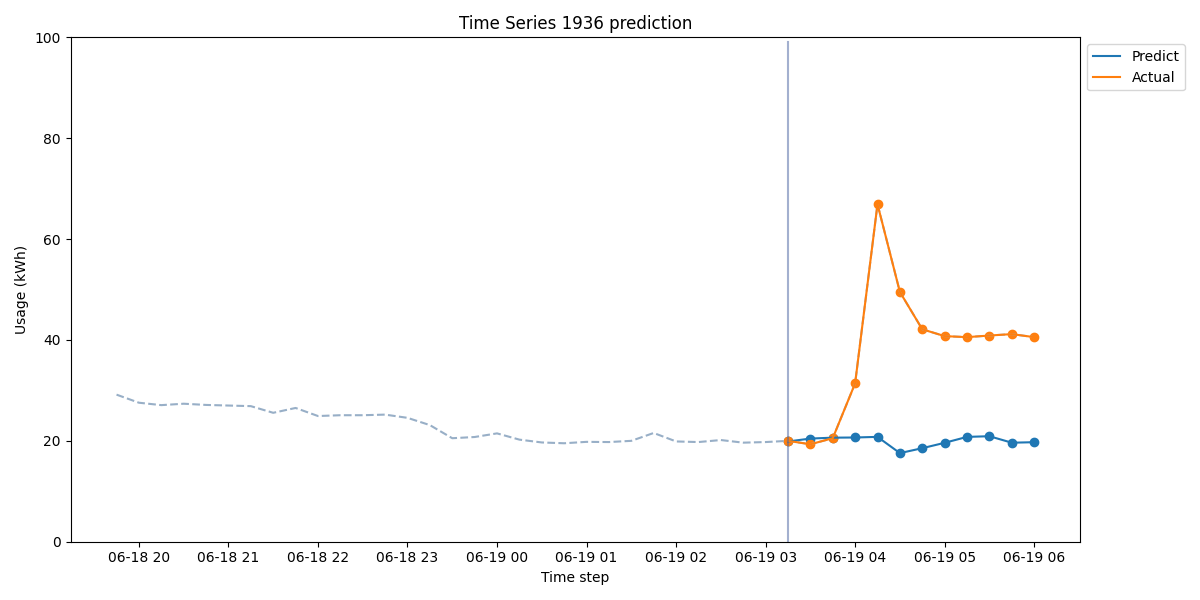 Time Series 1936 prediction
Predict
Actual
Usage (kWh)
100
80
60
40
20
0
06-18 20 06-18 21 06-18 22 06-18 23 06-19 00 06-19 01 06-19 02 06-19 03 06-19 04 06-19 05 06-19 06
Time step